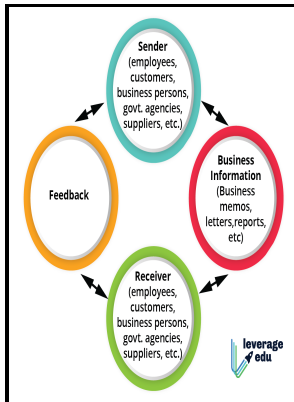 Sender
(employees,
customers,
business persons,
govt. agencies,
suppliers, etc.)
Business
Information
(Business
memos,
letters,reports,
etc)
Feedback
Receiver
(employees,
customers,
business persons,
govt. agencies,
suppliers, etc.)
leverage
edu